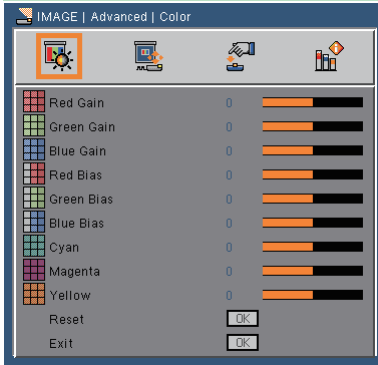 IMAGE | Advanced | Color
Red Gain 0
Green Gain 0
Blue Gain 0
Red Bias 0
Green Bias 0
Blue Bias 0
Cyan 0
Magenta 0
Yellow 0
Reset OK
Exit OK